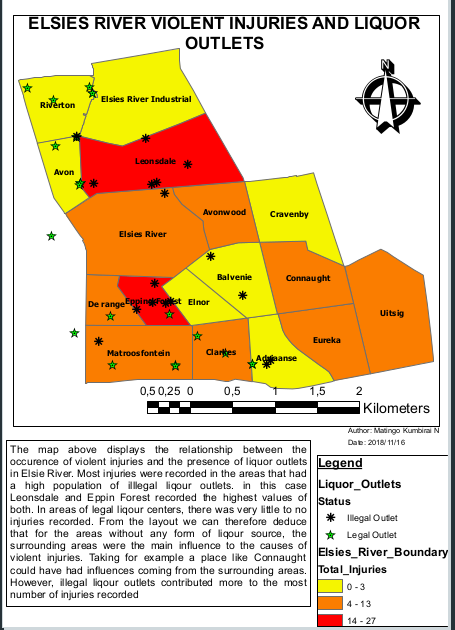 ELSIES RIVER VIOLENT INJURIES AND LIQUOR
OUTLETS
N
Riverton
Elsies River Industrial
Leonsdale
Avon
Avonwood
Cravenby
Elsies River
Balvenie
Connaught
De range
Epping Forest
Elnor
Uitsig
Eureka
Matroosfontein
Clarkes
Adriaanse
0,5 0,25 0 0,5 1 1,5 2
Kilometers
Author: Matingo Kumbirai N
Date: 2018/11/16
The map above displays the relationship between the
occurence of violent injuries and the presence of liquor outlets
in Elsie River. Most injuries were recorded in the areas that had
a high population of illlegal liquor outlets. in this case
Leonsdale and Eppin Forest recorded the highest values of
both. In areas of legal liquor centers, there was very little to no
injuries recorded. From the layout we can therefore deduce
that for the areas without any form of liqour source, the
surrounding areas were the main influence to the causes of
violent injuries. Taking for example a place like Connaught
could have had influences coming from the surrounding areas.
However, illegal liqour outlets contributed more to the most
number of injuries recorded
Legend
Liquor_Outlets
Status
Illegal Outlet
Legal Outlet
Elsies_River_Boundary
Total_Injuries
0 - 3
4 - 13
14 - 27